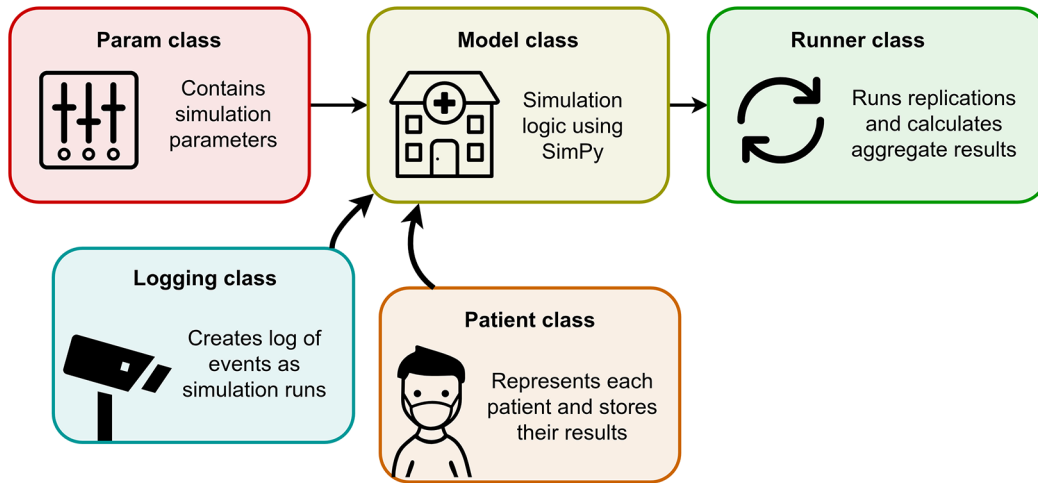 Param class
Contains
simulation
parameters
Model class
Simulation
logic using
SimPy
Runner class
Runs replications
and calculates
aggregate results
Logging class
Creates log of
events as
simulation runs
Patient class
Represents each
patient and stores
their results